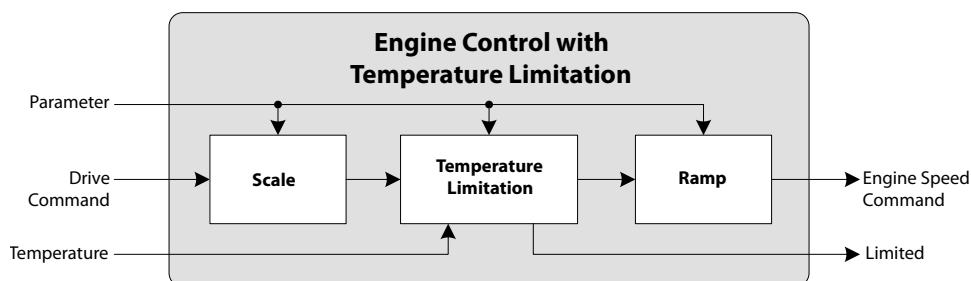 Engine Control with
Temperature Limitation
Parameter
Drive
Command
Scale
Temperature
Limitation
Ramp
Engine Speed
Command
Temperature
Limited